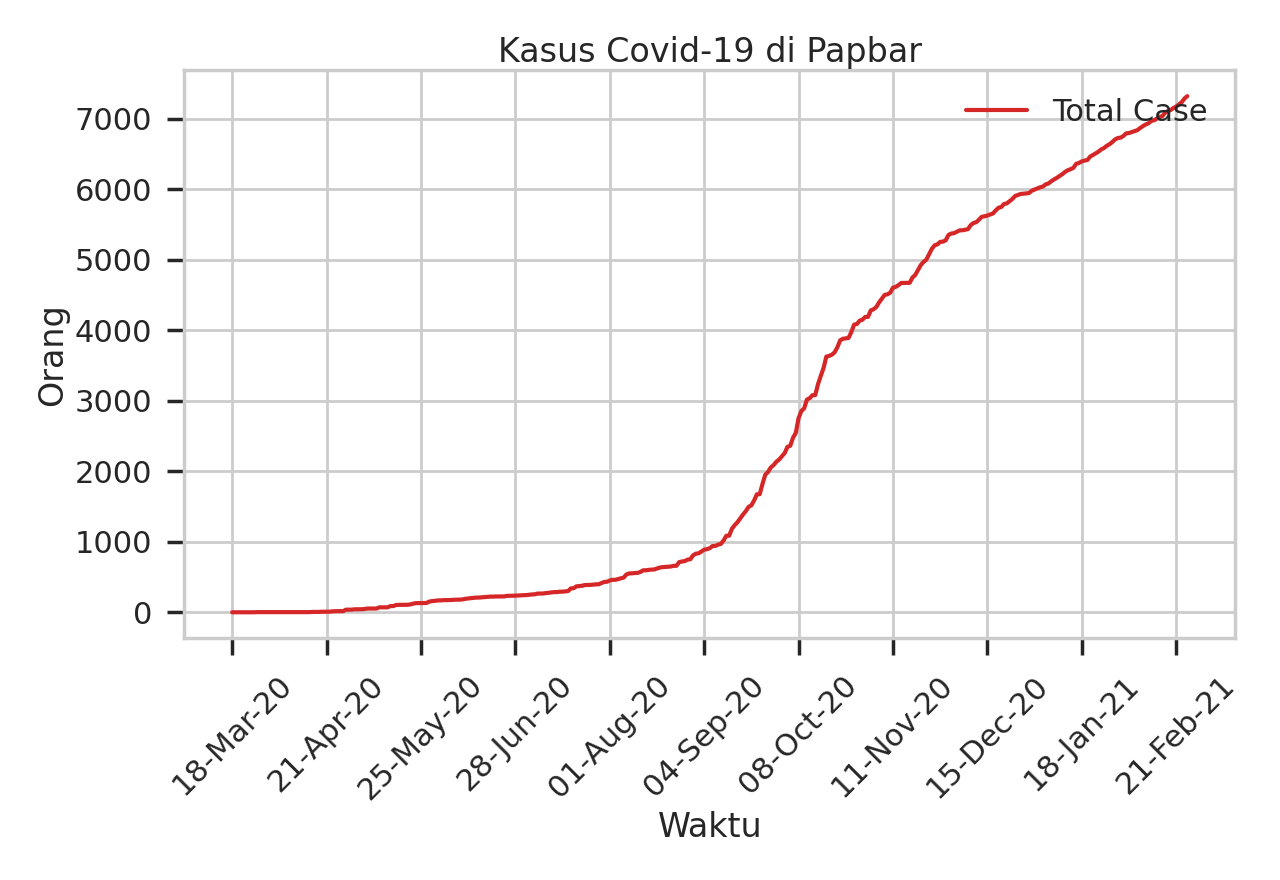 Kasus Covid-19 di Papbar
Total Case
7000
6000
5000
4000
3000
2000
1000
0
Orang
18-Mar-20
21-Apr-20
25-May-20
28-Jun-20
01-Aug-20
04-Sep-20
08-Oct-20
11-Nov-20
15-Dec-20
18-Jan-21
21-Feb-21
Waktu